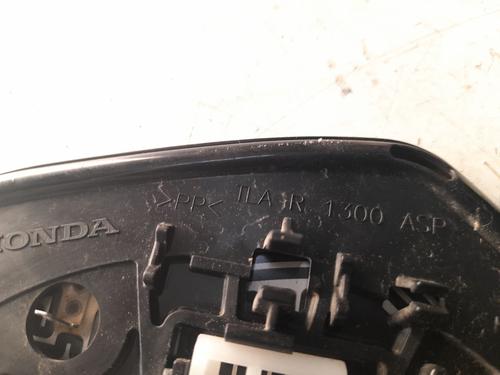 HONDA
>PP< TLA R 1300 ASP